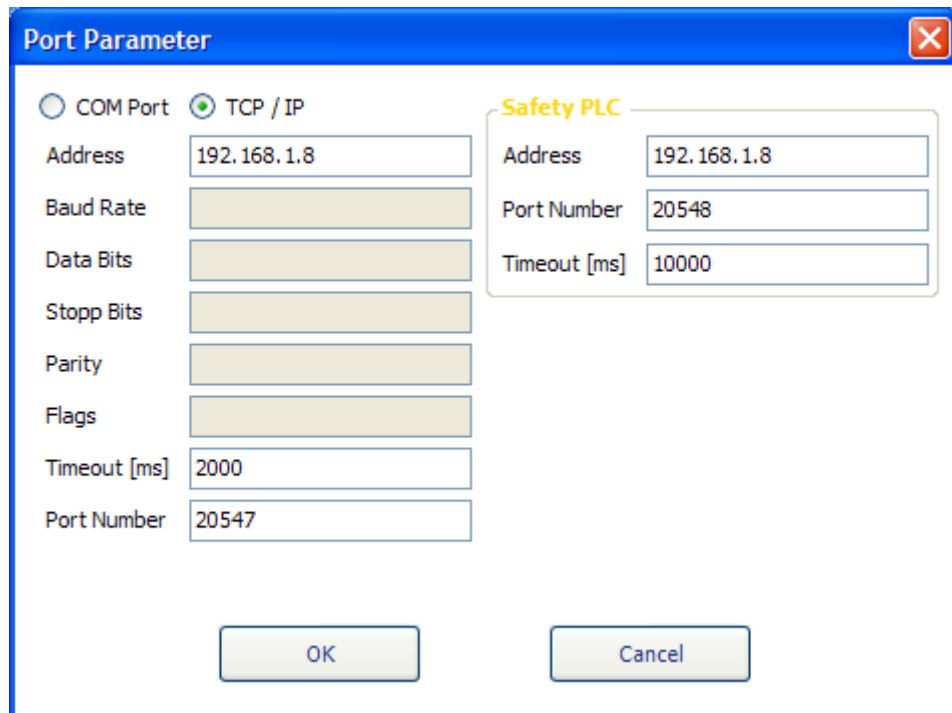 Port Parameter
COM Port TCP / IP
Address 192.168.1.8
Baud Rate
Data Bits
Stopp Bits
Parity
Flags
Timeout [ms] 2000
Port Number 20547
Safety PLC
Address 192.168.1.8
Port Number 20548
Timeout [ms] 10000
OK Cancel